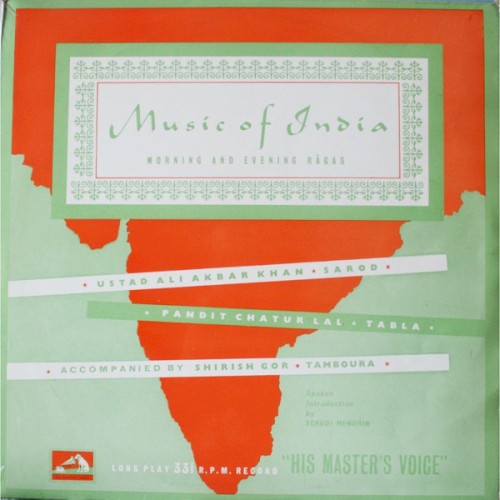 Music of India
MORNING AND EVENING RÂGAS
• USTAD ALI AKBAR KHAN • SAROD •
• PANDIT CHATUR LAL • TABLA •
• ACCOMPANIED BY SHIRISH GOR • TAMBOURA •
Spoken
Introduction
by
YEHUDI MENUHIN
LONG PLAY 33⅓ R.P.M. RECORD
"HIS MASTER'S VOICE"